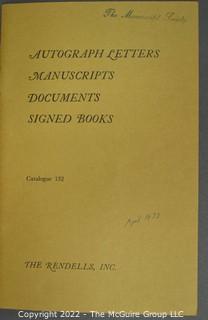 The Manuscript Society
AUTOGRAPH LETTERS
MANUSCRIPTS
DOCUMENTS
SIGNED BOOKS
Catalogue 132
April 1978
THE RENDELLS, INC.
Copyright © 2022 - The McGuire Group LLC